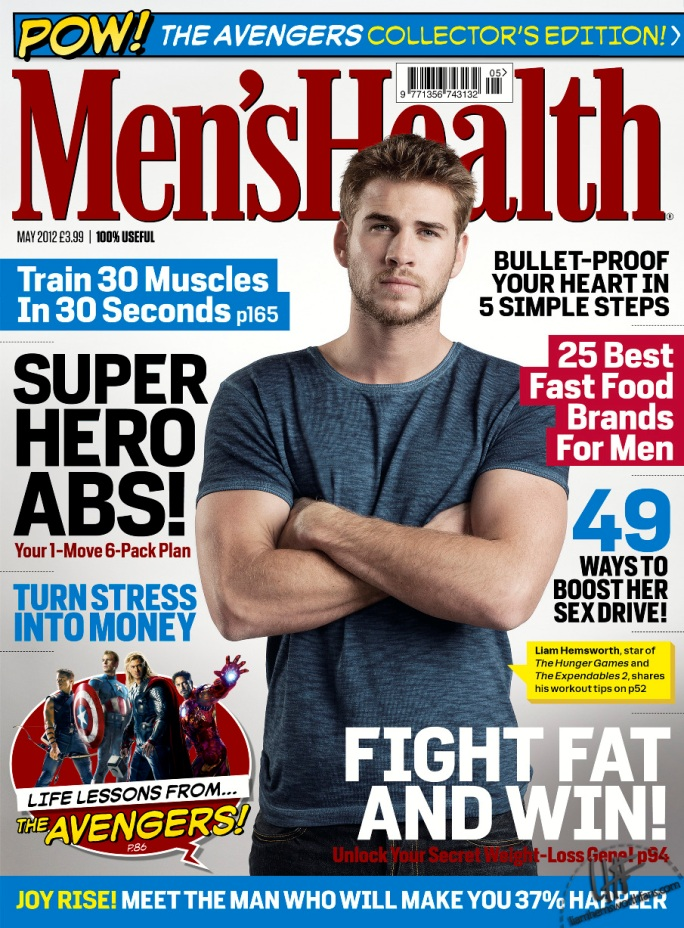 POW! THE AVENGERS COLLECTOR'S EDITION!
Men'sHealth
05
9 771356 743132
MAY 2012 £3.99 | 100% USEFUL
Train 30 Muscles
In 30 Seconds p165
BULLET-PROOF
YOUR HEART IN
5 SIMPLE STEPS
SUPER
HERO
ABS!
Your 1-Move 6-Pack Plan
25 Best
Fast Food
Brands
For Men
49
WAYS TO
BOOST HER
SEX DRIVE!
TURN STRESS
INTO MONEY
Liam Hemsworth, star of
The Hunger Games and
The Expendables 2, shares
his workout tips on p52
LIFE LESSONS FROM...
THE AVENGERS!
P.86
FIGHT FAT
AND WIN!
Unlock Your Secret Weight-Loss Gene! p94
JOY RISE! MEET THE MAN WHO WILL MAKE YOU 37% HAPPIER